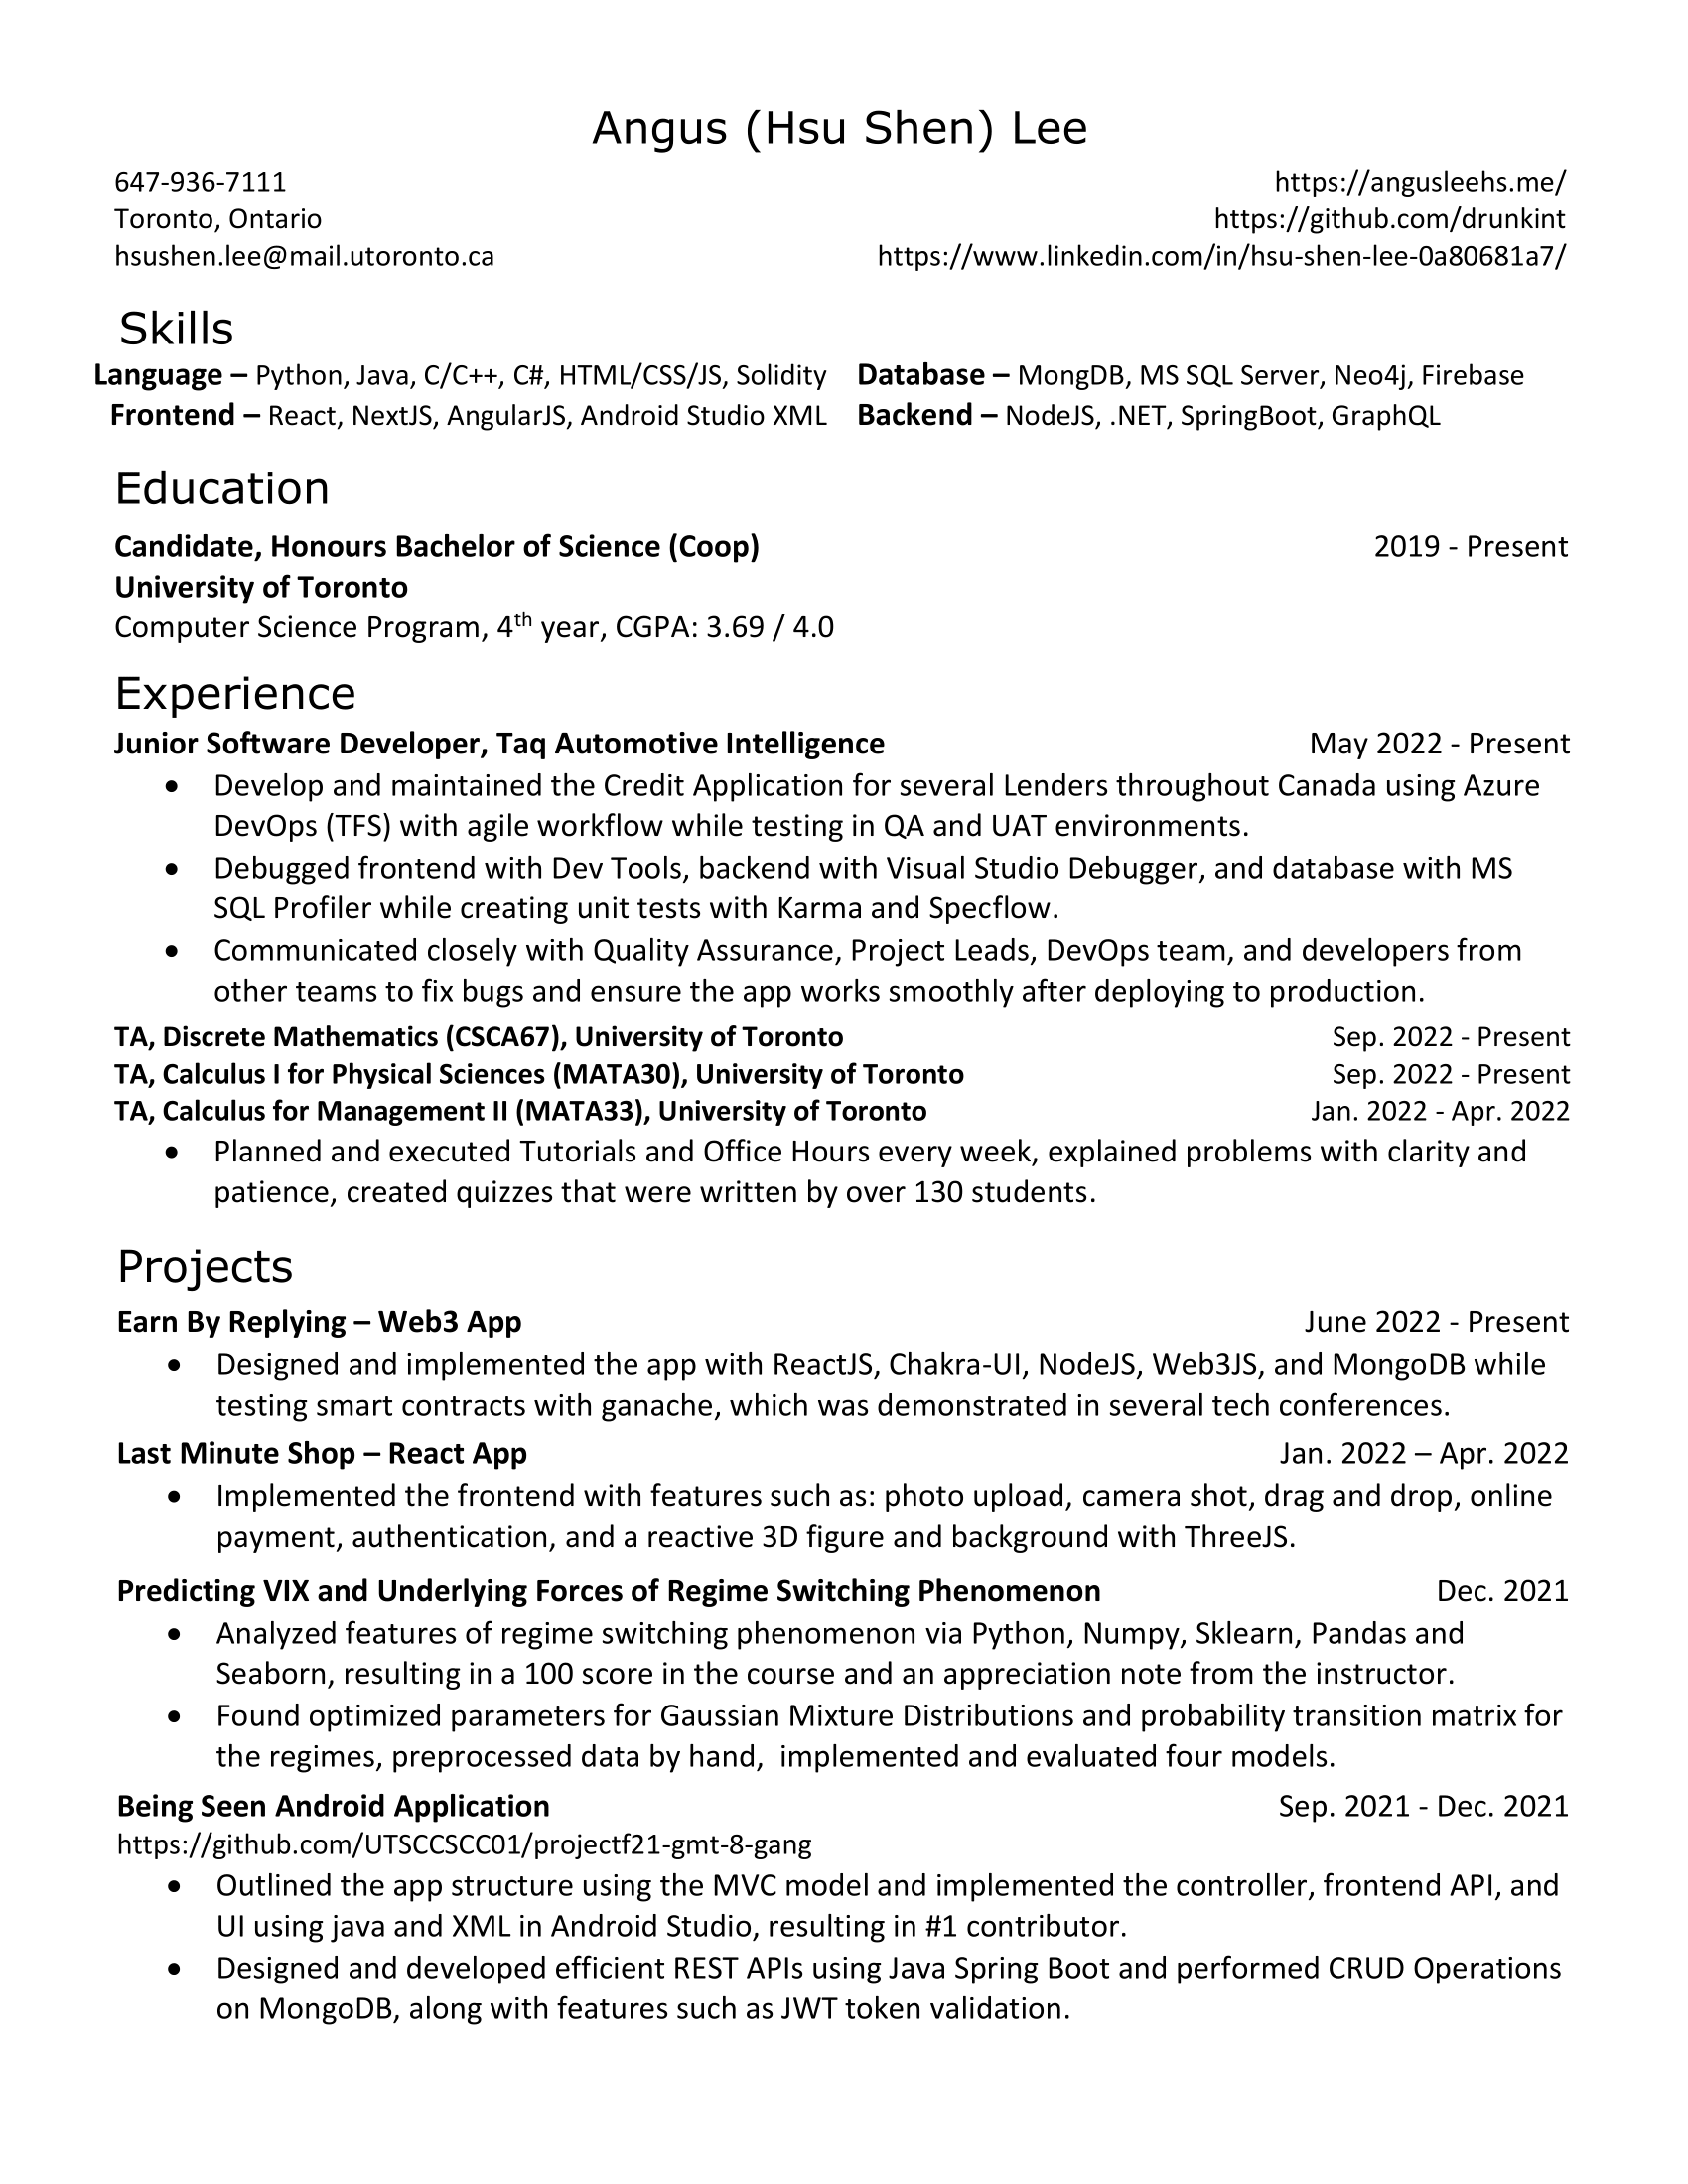 Angus (Hsu Shen) Lee
647-936-7111 https://angusleehs.me/
Toronto, Ontario https://github.com/drunkint
hsushen.lee@mail.utoronto.ca https://www.linkedin.com/in/hsu-shen-lee-0a80681a7/
Skills
Language – Python, Java, C/C++, C#, HTML/CSS/JS, Solidity Database – MongDB, MS SQL Server, Neo4j, Firebase
Frontend – React, NextJS, AngularJS, Android Studio XML Backend – NodeJS, .NET, SpringBoot, GraphQL
Education
Candidate, Honours Bachelor of Science (Coop) 2019 - Present
University of Toronto
Computer Science Program, 4th year, CGPA: 3.69 / 4.0
Experience
Junior Software Developer, Taq Automotive Intelligence May 2022 - Present
• Develop and maintained the Credit Application for several Lenders throughout Canada using Azure
DevOps (TFS) with agile workflow while testing in QA and UAT environments.
• Debugged frontend with Dev Tools, backend with Visual Studio Debugger, and database with MS
SQL Profiler while creating unit tests with Karma and Specflow.
• Communicated closely with Quality Assurance, Project Leads, DevOps team, and developers from
other teams to fix bugs and ensure the app works smoothly after deploying to production.
TA, Discrete Mathematics (CSCA67), University of Toronto Sep. 2022 - Present
TA, Calculus I for Physical Sciences (MATA30), University of Toronto Sep. 2022 - Present
TA, Calculus for Management II (MATA33), University of Toronto Jan. 2022 - Apr. 2022
• Planned and executed Tutorials and Office Hours every week, explained problems with clarity and
patience, created quizzes that were written by over 130 students.
Projects
Earn By Replying – Web3 App June 2022 - Present
• Designed and implemented the app with ReactJS, Chakra-UI, NodeJS, Web3JS, and MongoDB while
testing smart contracts with ganache, which was demonstrated in several tech conferences.
Last Minute Shop – React App Jan. 2022 – Apr. 2022
• Implemented the frontend with features such as: photo upload, camera shot, drag and drop, online
payment, authentication, and a reactive 3D figure and background with ThreeJS.
Predicting VIX and Underlying Forces of Regime Switching Phenomenon Dec. 2021
• Analyzed features of regime switching phenomenon via Python, Numpy, Sklearn, Pandas and
Seaborn, resulting in a 100 score in the course and an appreciation note from the instructor.
• Found optimized parameters for Gaussian Mixture Distributions and probability transition matrix for
the regimes, preprocessed data by hand,  implemented and evaluated four models.
Being Seen Android Application Sep. 2021 - Dec. 2021
https://github.com/UTSCCSCC01/projectf21-gmt-8-gang
• Outlined the app structure using the MVC model and implemented the controller, frontend API, and
UI using java and XML in Android Studio, resulting in #1 contributor.
• Designed and developed efficient REST APIs using Java Spring Boot and performed CRUD Operations
on MongoDB, along with features such as JWT token validation.